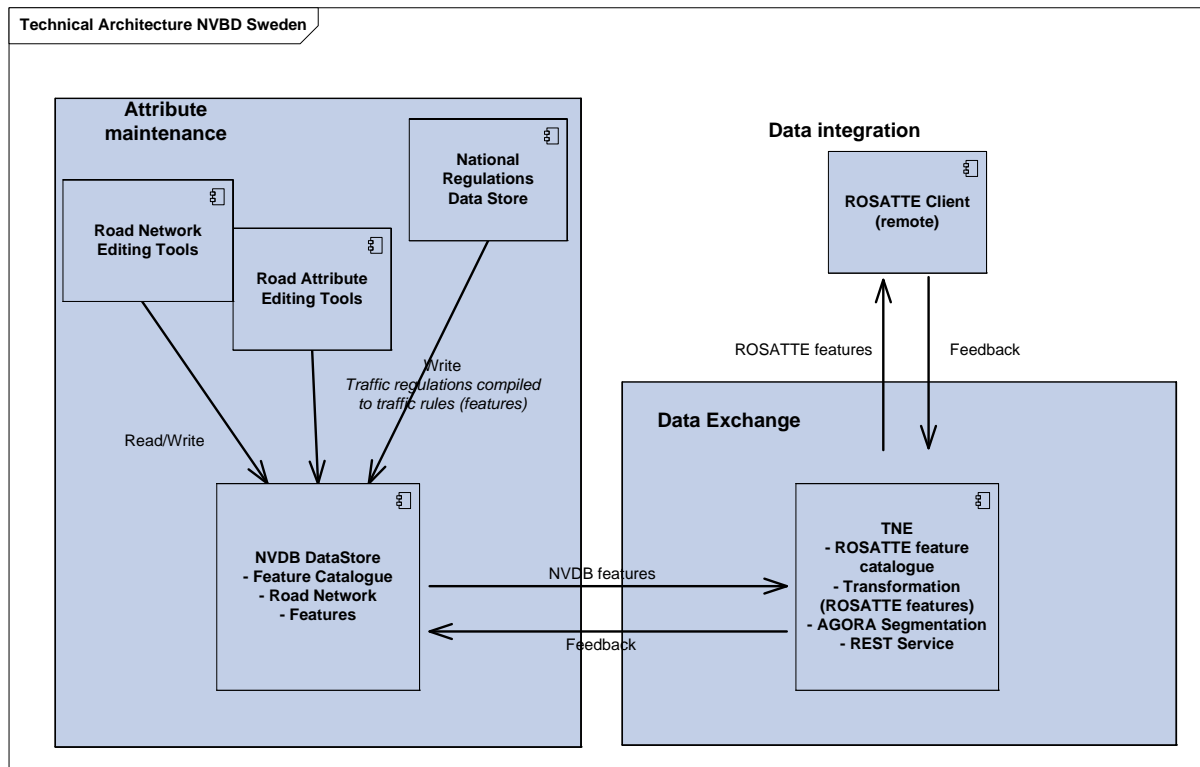 Technical Architecture NVBD Sweden
Attribute
maintenance
National
Regulations
Data Store
Road Network
Editing Tools
Road Attribute
Editing Tools
Write
Traffic regulations compiled
to traffic rules (features)
Read/Write
NVDB DataStore
- Feature Catalogue
- Road Network
- Features
NVDB features
Feedback
Data integration
ROSATTE Client
(remote)
ROSATTE features
Feedback
Data Exchange
TNE
- ROSATTE feature
catalogue
- Transformation
(ROSATTE features)
- AGORA Segmentation
- REST Service